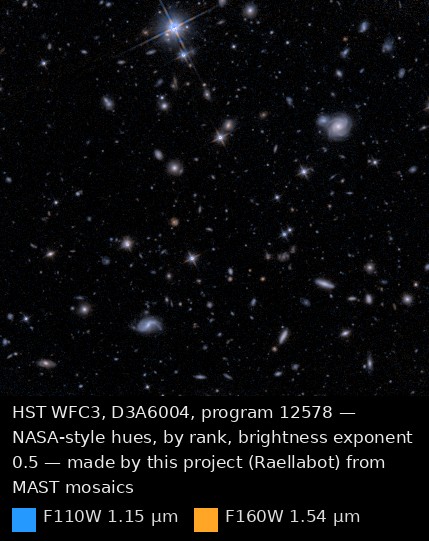 HST WFC3, D3A6004, program 12578 —
NASA-style hues, by rank, brightness exponent
0.5 — made by this project (Raellabot) from
MAST mosaics
F110W 1.15 µm F160W 1.54 µm